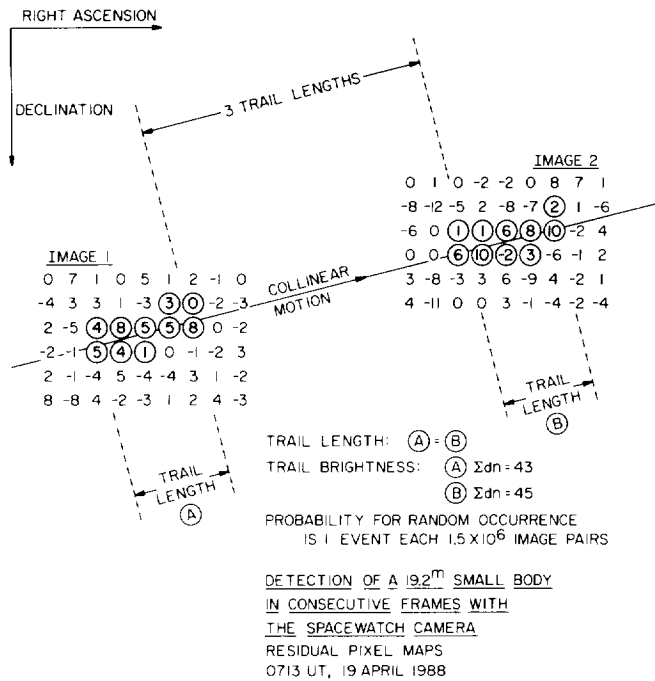 RIGHT ASCENSION
DECLINATION
3 TRAIL LENGTHS
IMAGE 2
0 1 0 -2 -2 0 8 7 1
-8 -12 -5 2 -8 -7 2 1 -6
-6 0 1 1 6 8 10 -2 4
0 0 6 10 -2 3 -6 -1 2
3 -8 -3 3 6 -9 4 -2 1
4 -11 0 0 3 -1 -4 -2 -4
IMAGE 1
0 7 1 0 5 1 2 -1 0
-4 3 3 1 -3 3 0 -2 -3
2 -5 4 8 5 5 8 0 -2
-2 -1 5 4 1 0 -1 -2 3
2 -1 -4 5 -4 -4 3 1 -2
8 -8 4 -2 -3 1 2 4 -3
COLLINEAR
MOTION
TRAIL
LENGTH
B
TRAIL
LENGTH
A
TRAIL LENGTH: A = B
TRAIL BRIGHTNESS: A Σdn = 43
B Σdn = 45
PROBABILITY FOR RANDOM OCCURRENCE
IS 1 EVENT EACH 1.5 X 10⁶ IMAGE PAIRS
DETECTION OF A 19.2ᵐ SMALL BODY
IN CONSECUTIVE FRAMES WITH
THE SPACEWATCH CAMERA
RESIDUAL PIXEL MAPS
0713 UT, 19 APRIL 1988